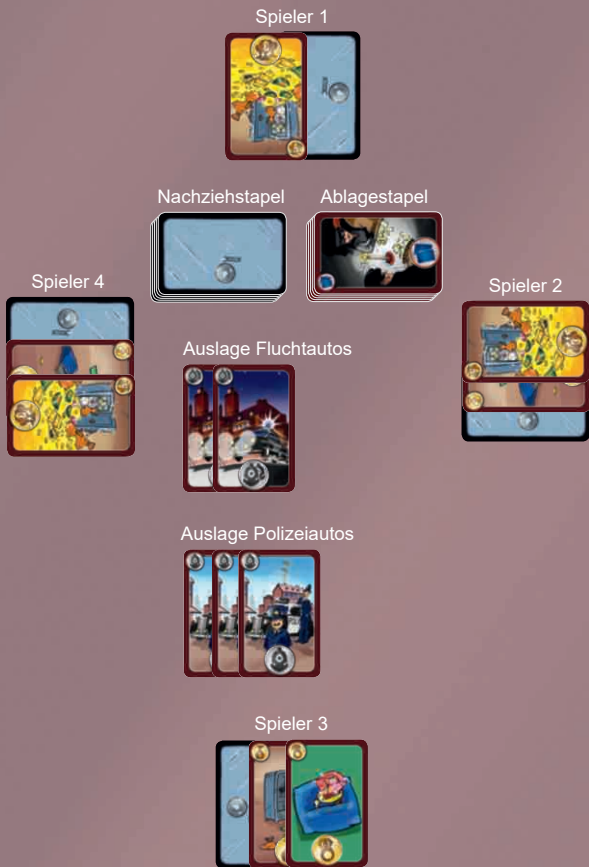 Spieler 1
Nachziehstapel
Ablagestapel
Spieler 4
Spieler 2
Auslage Fluchtautos
Auslage Polizeiautos
Spieler 3